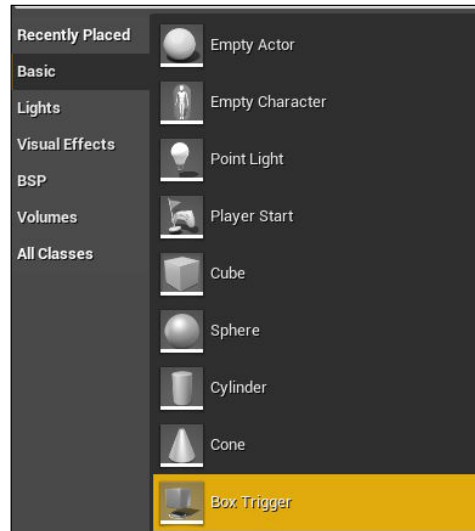 Recently Placed
Basic
Lights
Visual Effects
BSP
Volumes
All Classes
Empty Actor
Empty Character
Point Light
Player Start
Cube
Sphere
Cylinder
Cone
Box Trigger